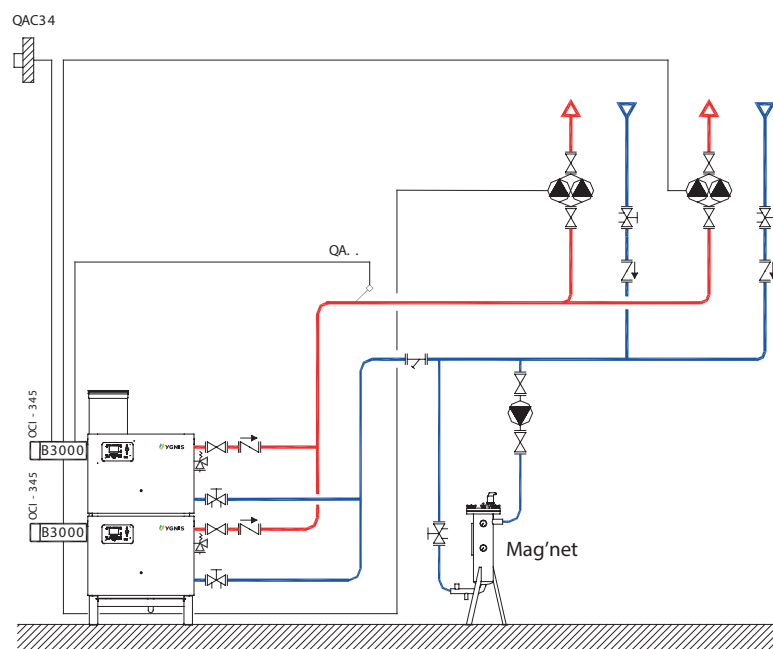 QAC34
QA. .
OCI - 345
B3000
YGNIS
OCI - 345
B3000
YGNIS
Mag'net